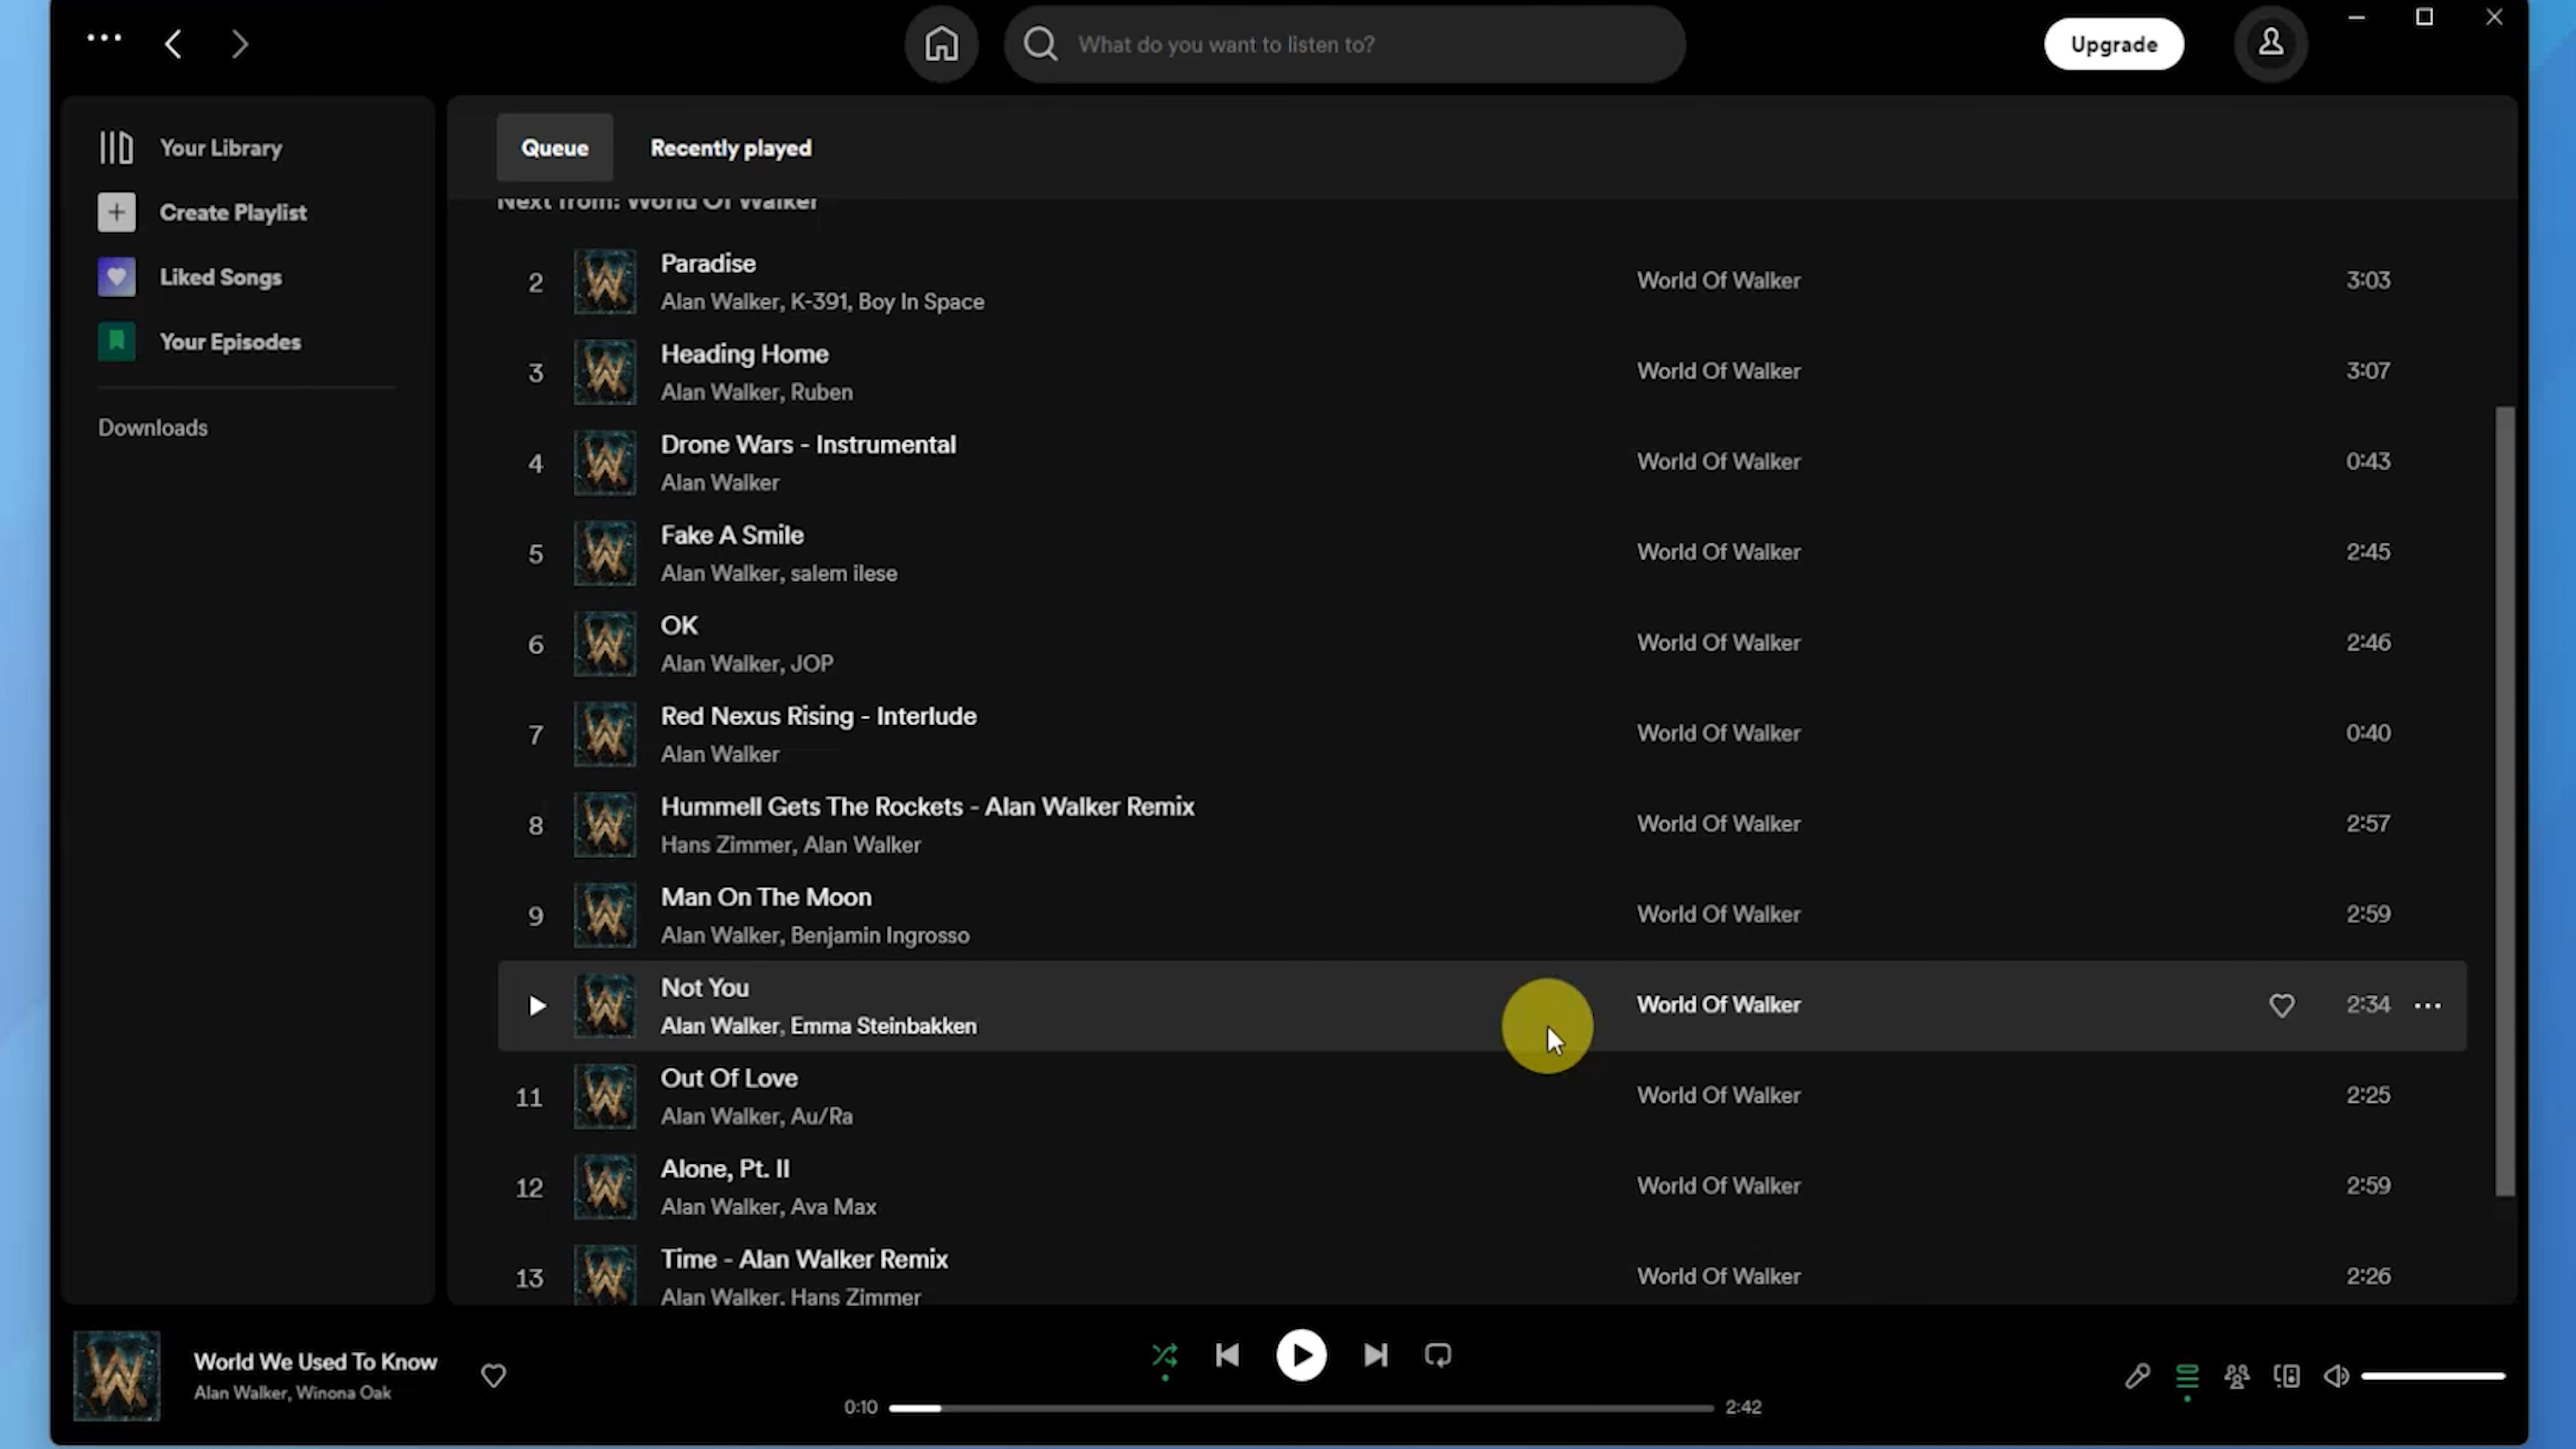 What do you want to listen to?
Upgrade
Your Library
Create Playlist
Liked Songs
Your Episodes
Downloads
Queue
Recently played
Next from: World Of Walker
2
Paradise
Alan Walker, K-391, Boy In Space
World Of Walker
3:03
3
Heading Home
Alan Walker, Ruben
World Of Walker
3:07
4
Drone Wars - Instrumental
Alan Walker
World Of Walker
0:43
5
Fake A Smile
Alan Walker, salem ilese
World Of Walker
2:45
6
OK
Alan Walker, JOP
World Of Walker
2:46
7
Red Nexus Rising - Interlude
Alan Walker
World Of Walker
0:40
8
Hummell Gets The Rockets - Alan Walker Remix
Hans Zimmer, Alan Walker
World Of Walker
2:57
9
Man On The Moon
Alan Walker, Benjamin Ingrosso
World Of Walker
2:59
Not You
Alan Walker, Emma Steinbakken
World Of Walker
2:34
11
Out Of Love
Alan Walker, Au/Ra
World Of Walker
2:25
12
Alone, Pt. II
Alan Walker, Ava Max
World Of Walker
2:59
13
Time - Alan Walker Remix
Alan Walker, Hans Zimmer
World Of Walker
2:26
World We Used To Know
Alan Walker, Winona Oak
0:10
2:42